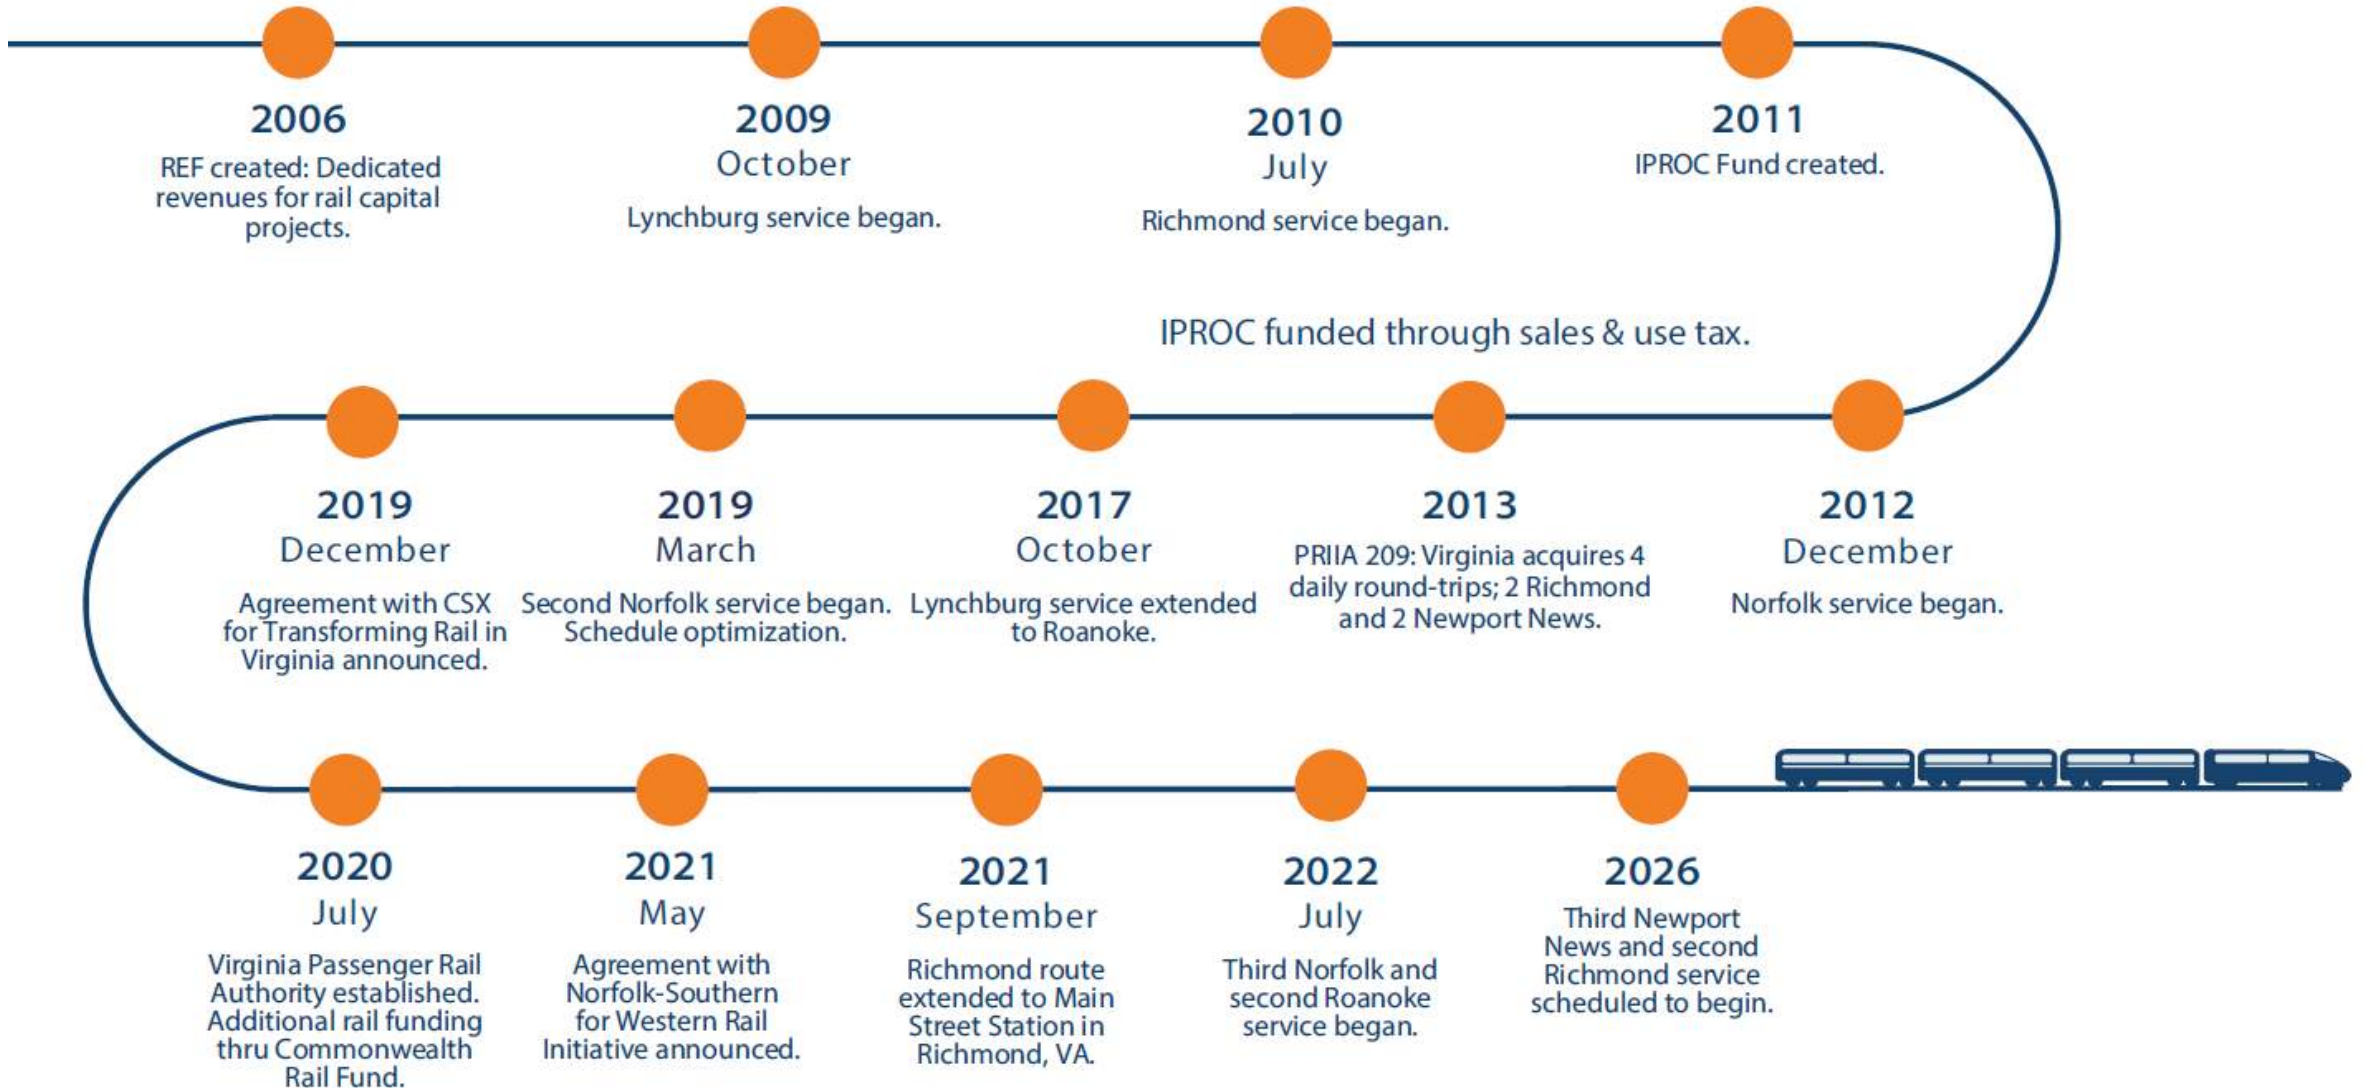 2006
REF created: Dedicated
revenues for rail capital
projects.
2009
October
Lynchburg service began.
2010
July
Richmond service began.
2011
IPROC Fund created.
IPROC funded through sales & use tax.
2019
December
Agreement with CSX
for Transforming Rail in
Virginia announced.
2019
March
Second Norfolk service began.
Schedule optimization.
2017
October
Lynchburg service extended
to Roanoke.
2013
PRIIA 209: Virginia acquires 4
daily round-trips; 2 Richmond
and 2 Newport News.
2012
December
Norfolk service began.
2020
July
Virginia Passenger Rail
Authority established.
Additional rail funding
thru Commonwealth
Rail Fund.
2021
May
Agreement with
Norfolk-Southern
for Western Rail
Initiative announced.
2021
September
Richmond route
extended to Main
Street Station in
Richmond, VA.
2022
July
Third Norfolk and
second Roanoke
service began.
2026
Third Newport
News and second
Richmond service
scheduled to begin.